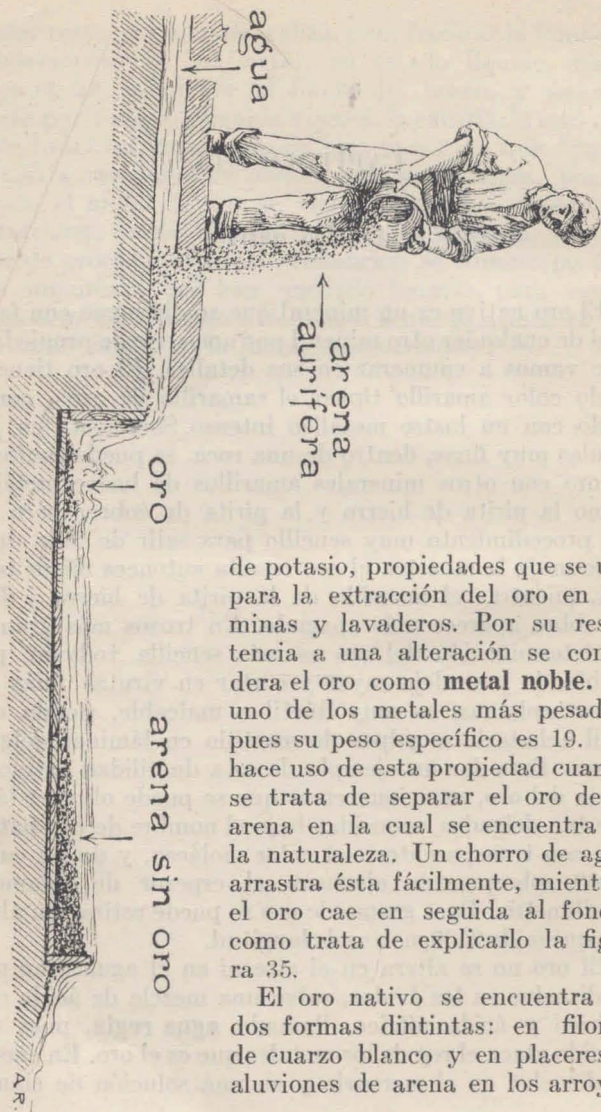 agua
arena
aurífera
oro
arena sin oro
A.R.
de potasio, propiedades que se u
para la extracción del oro en
minas y lavaderos. Por su res
tencia a una alteración se con
dera el oro como metal noble.
uno de los metales más pesad
pues su peso específico es 19.
hace uso de esta propiedad cuar
se trata de separar el oro de
arena en la cual se encuentra
la naturaleza. Un chorro de ag
arrastra ésta fácilmente, mient
el oro cae en seguida al fond
como trata de explicarlo la fig
ra 35.
El oro nativo se encuentra
dos formas dintintas: en filon
de cuarzo blanco y en placeres
aluviones de arena en los arroy